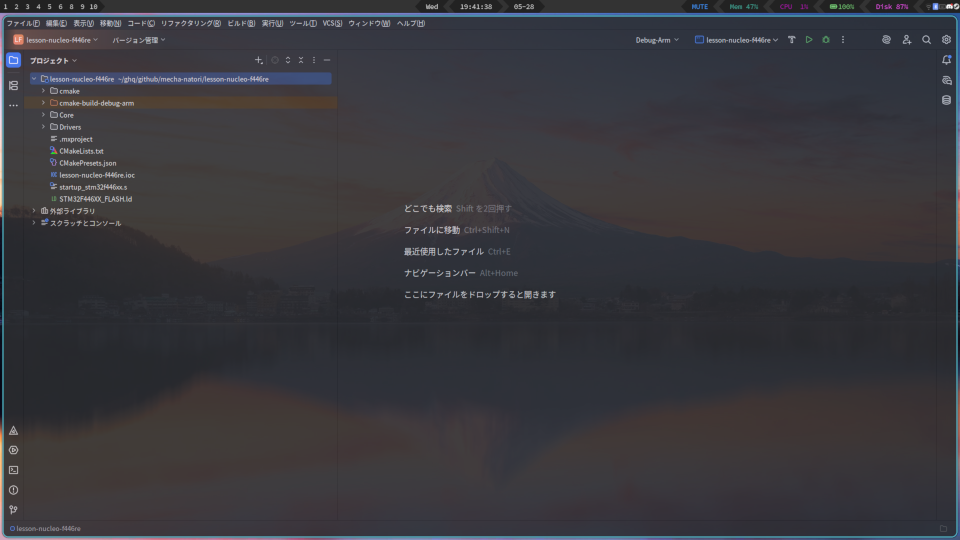 1 2 3 4 5 6 7 8 9 10 Wed 19:41:38 05-28 MUTE Mem 47% CPU 1% 100% Disk 87%
ファイル(F) 編集(E) 表示(V) 移動(N) コード(C) リファクタリング(R) ビルド(B) 実行(U) ツール(T) VCS(S) ウィンドウ(W) ヘルプ(H)
LF lesson-nucleo-f446re バージョン管理 Debug-Arm lesson-nucleo-f446re
プロジェクト
lesson-nucleo-f446re ~/ghq/github/mecha-natori/lesson-nucleo-f446re
cmake
cmake-build-debug-arm
Core
Drivers
.mxproject
CMakeLists.txt
CMakePresets.json
lesson-nucleo-f446re.ioc
startup_stm32f446xx.s
STM32F446XX_FLASH.ld
外部ライブラリ
スクラッチとコンソール
どこでも検索 Shift を2回押す
ファイルに移動 Ctrl+Shift+N
最近使用したファイル Ctrl+E
ナビゲーションバー Alt+Home
ここにファイルをドロップすると開きます
lesson-nucleo-f446re